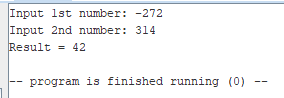 Input 1st number: -272
Input 2nd number: 314
Result = 42
-- program is finished running (0) --